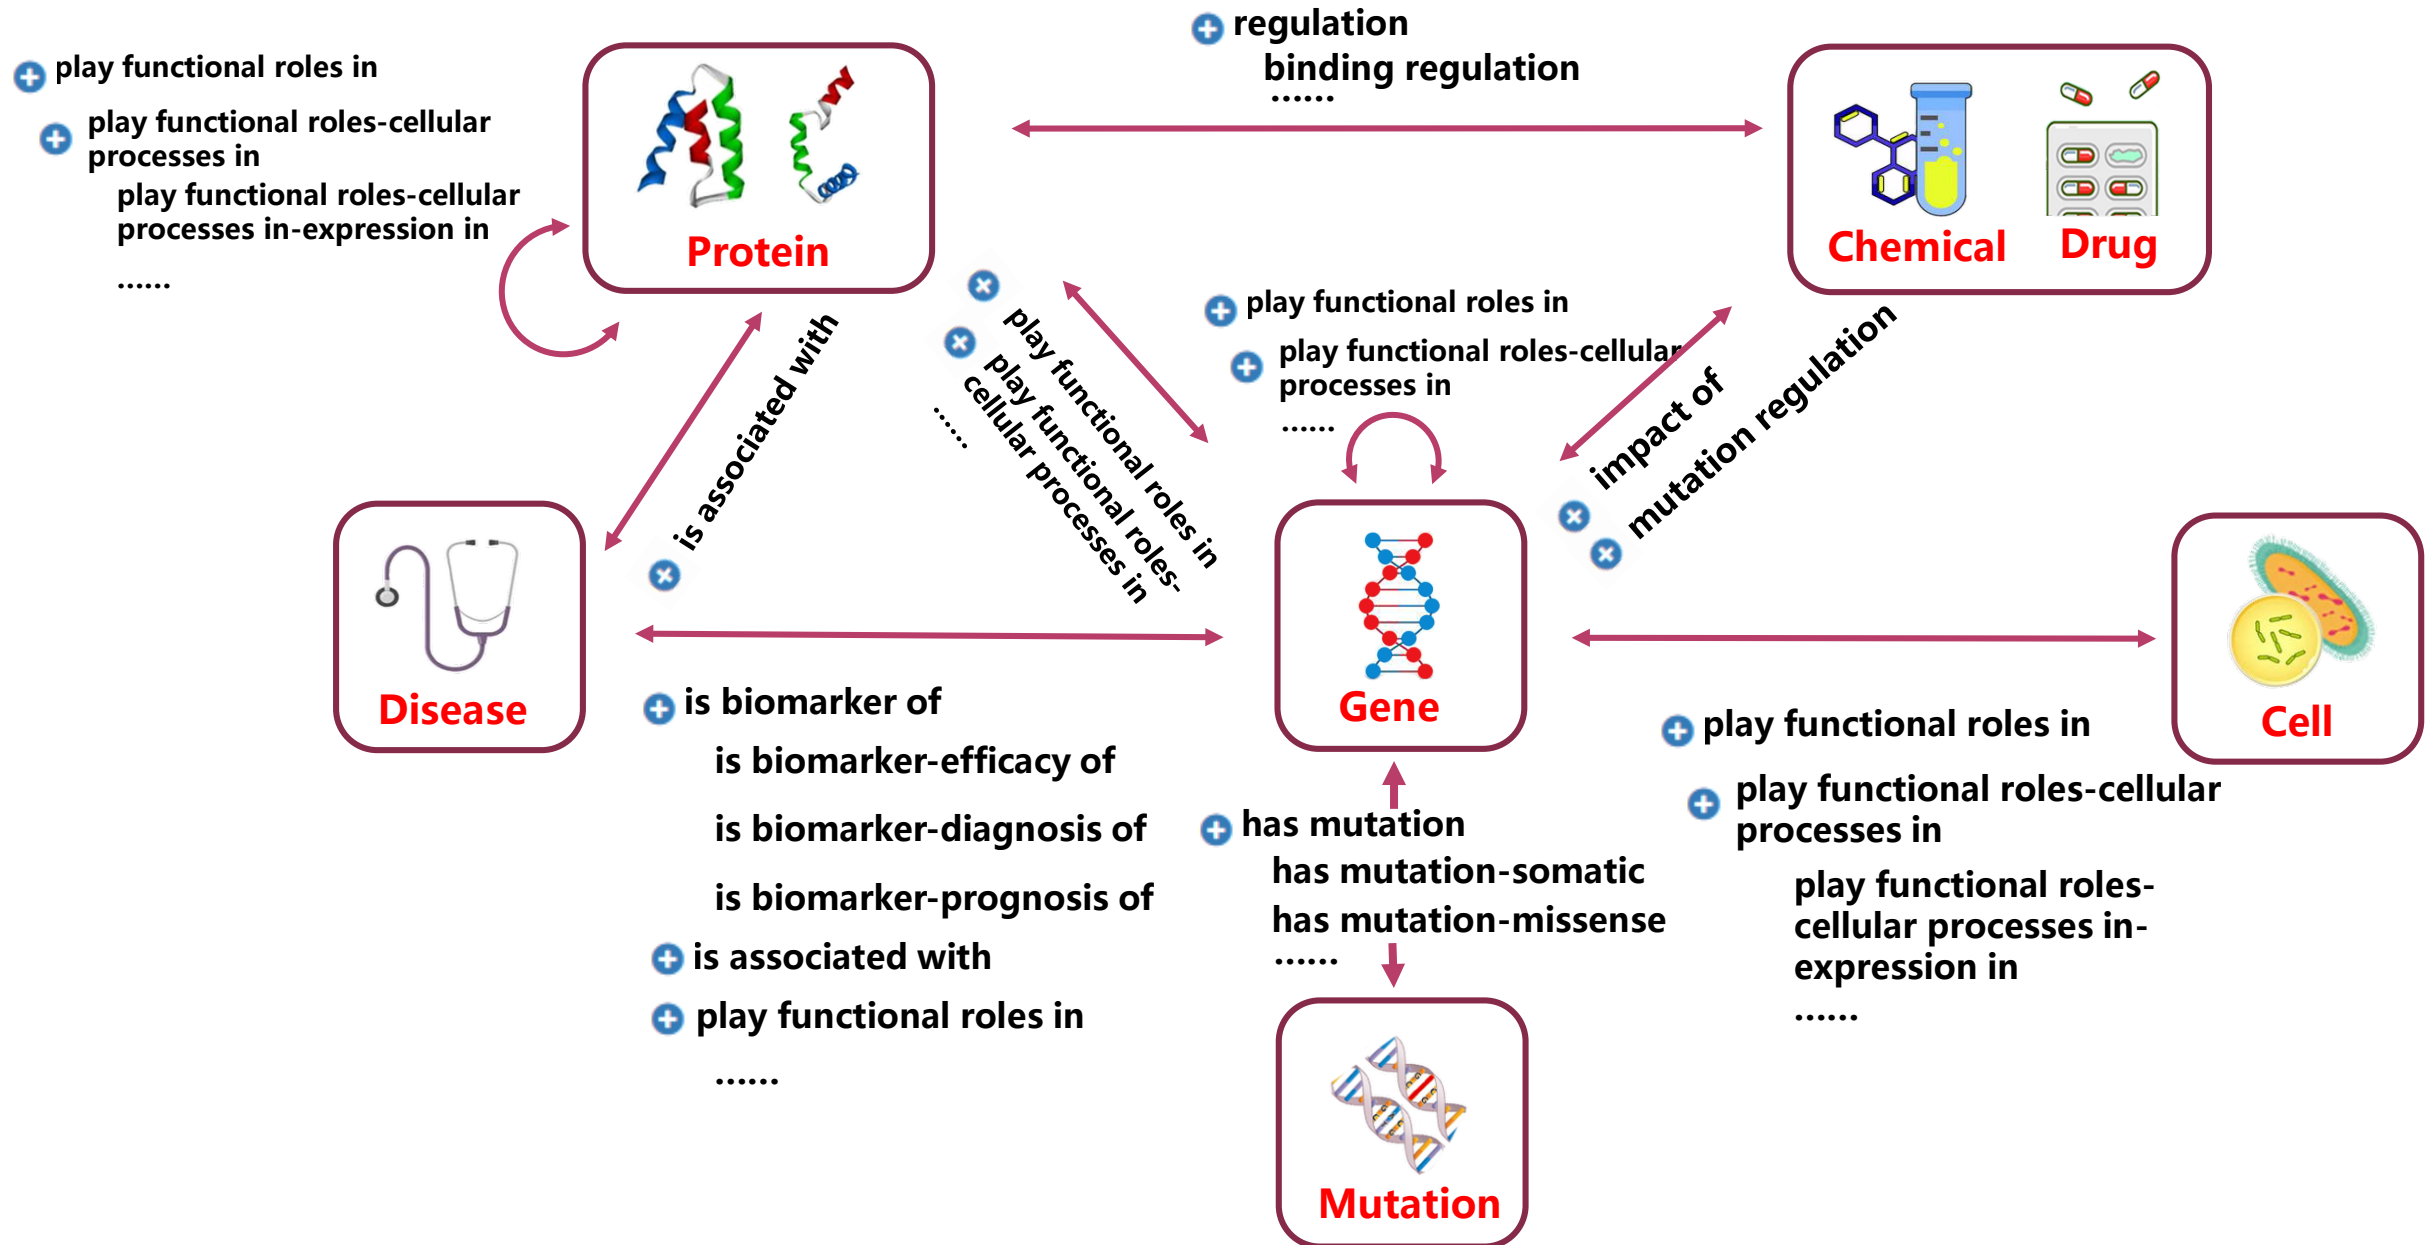 play functional roles in
play functional roles-cellular
processes in
play functional roles-cellular
processes in-expression in
......
Protein
regulation
binding regulation
......
Chemical
Drug
is associated with
play functional roles in
play functional roles-
cellular processes in
......
play functional roles in
play functional roles-cellular
processes in
......
impact of
mutation regulation
Disease
Gene
Cell
is biomarker of
is biomarker-efficacy of
is biomarker-diagnosis of
is biomarker-prognosis of
is associated with
play functional roles in
......
has mutation
has mutation-somatic
has mutation-missense
......
play functional roles in
play functional roles-cellular
processes in
play functional roles-
cellular processes in-
expression in
......
Mutation